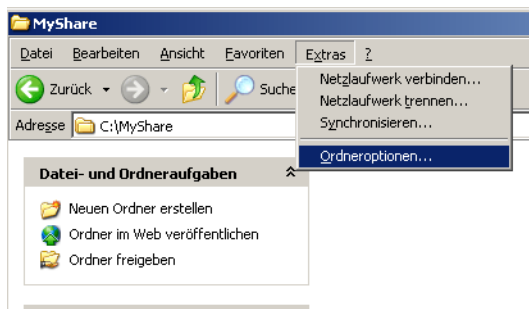 MyShare
Datei Bearbeiten Ansicht Favoriten Extras ?
Zurück Suche
Netzlaufwerk verbinden...
Netzlaufwerk trennen...
Synchronisieren...
Ordneroptionen...
Adresse C:\MyShare
Datei- und Ordneraufgaben
Neuen Ordner erstellen
Ordner im Web veröffentlichen
Ordner freigeben